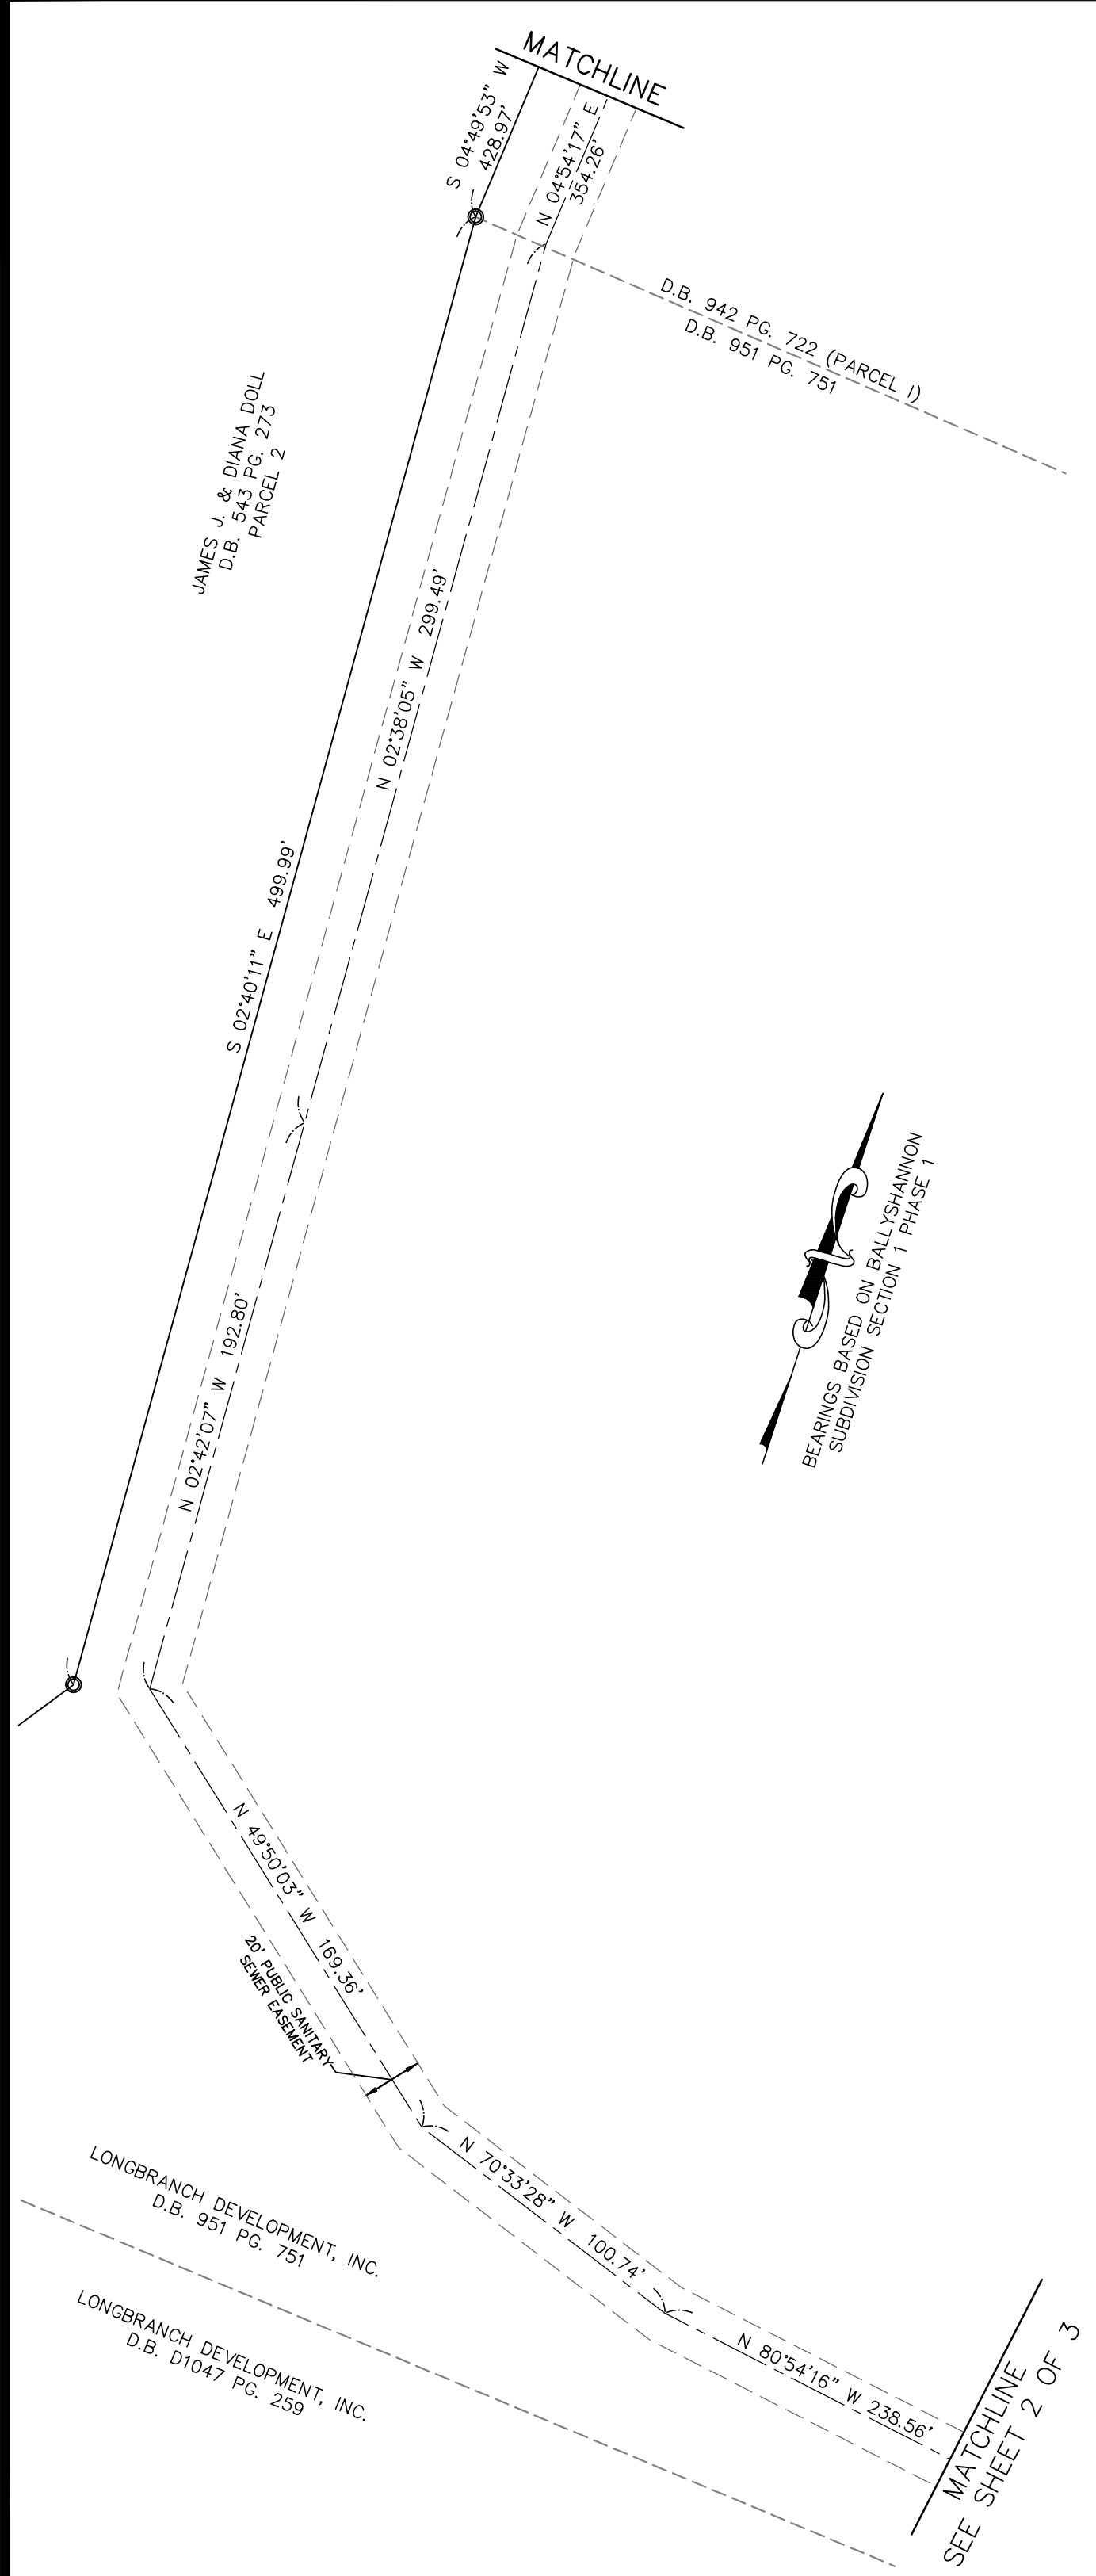 MATCHLINE
S 04°49'53" W
428.97'
N 04°54'17" E
354.26'
D.B. 942 PG. 722 (PARCEL I)
D.B. 951 PG. 751
JAMES J. & DIANA DOLL
D.B. 543 PG. 273
PARCEL 2
N 02°38'05" W 299.49'
S 02°40'11" E 499.99'
BEARINGS BASED ON BALLYSHANNON
SUBDIVISION SECTION 1 PHASE 1
N 02°42'07" W 192.80'
N 49°50'03" W 169.36'
20' PUBLIC SANITARY
SEWER EASEMENT
N 70°33'28" W 100.74'
LONGBRANCH DEVELOPMENT, INC.
D.B. 951 PG. 751
LONGBRANCH DEVELOPMENT, INC.
D.B. D1047 PG. 259
N 80°54'16" W 238.56'
MATCHLINE
SEE SHEET 2 OF 3